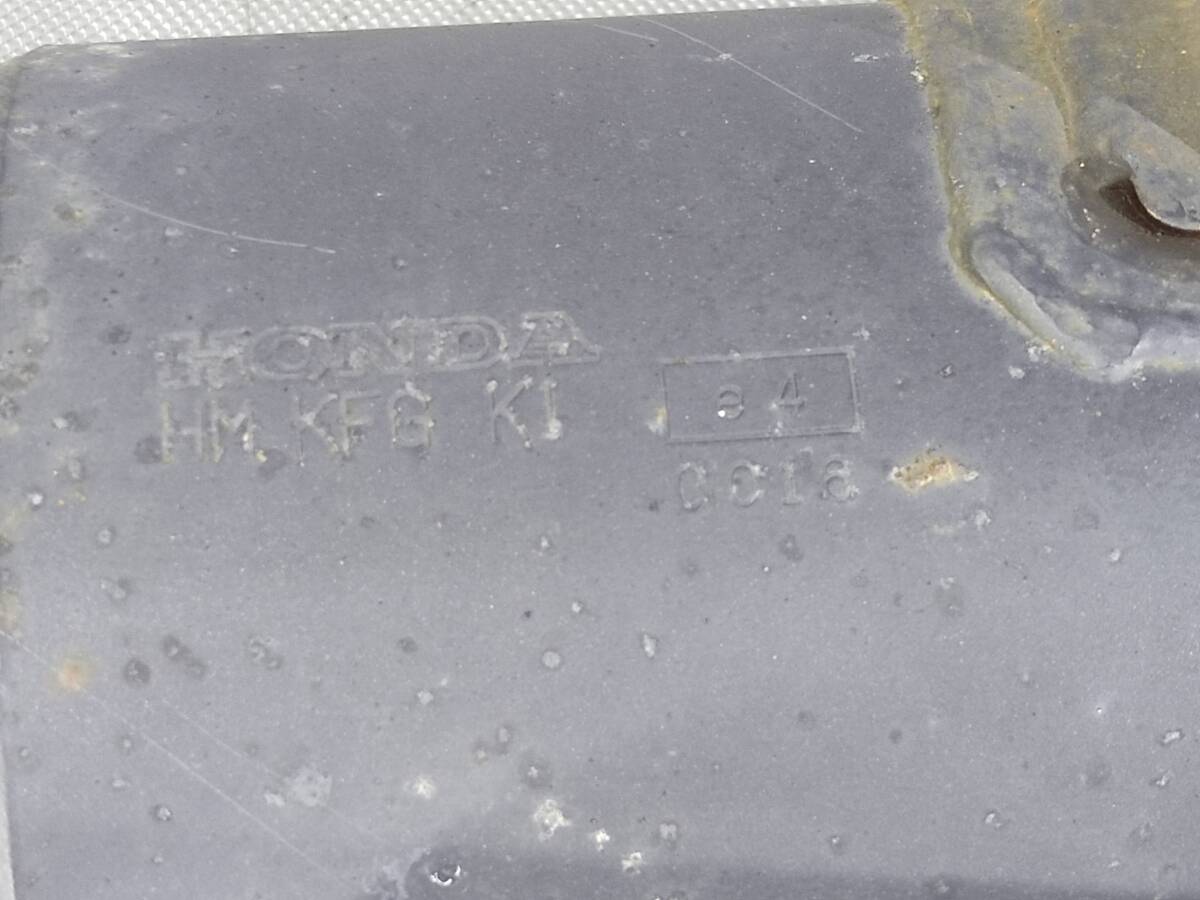 HONDA
HM KFG K1
e4
0018